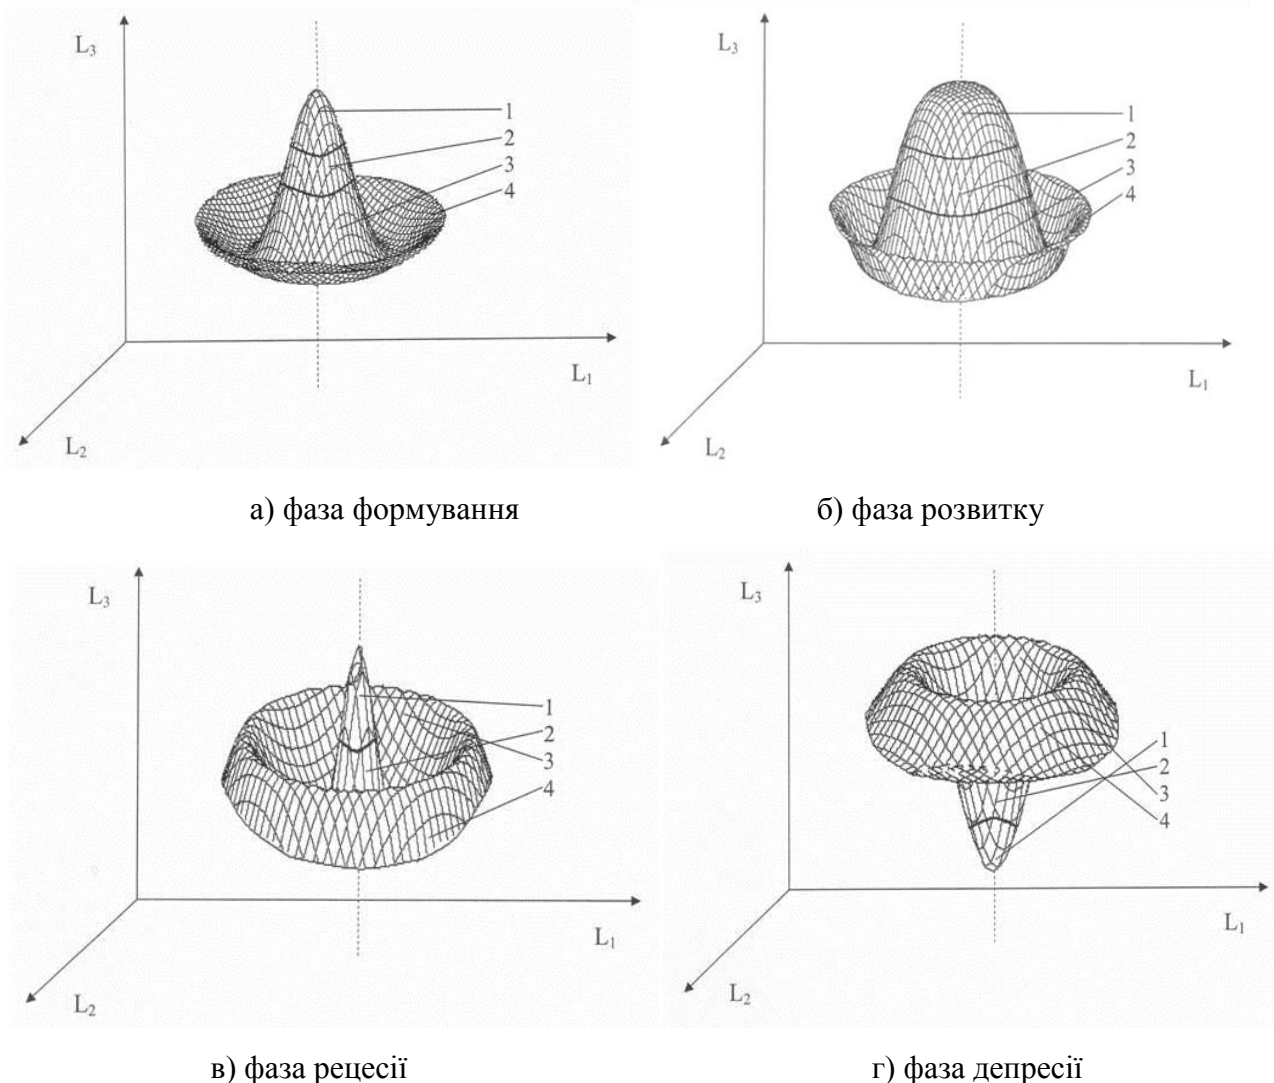 L₃
1
2
3
4
L₁
L₂
а) фаза формування
L₃
1
2
3
4
L₁
L₂
б) фаза розвитку
L₃
1
2
3
4
L₁
L₂
в) фаза рецесії
L₃
1
2
3
4
L₁
L₂
г) фаза депресії